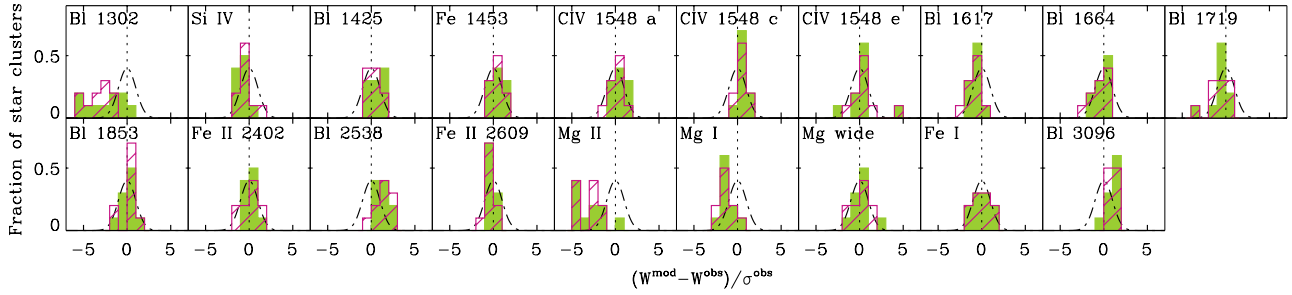 Bl 1302 Si IV Bl 1425 Fe 1453 CIV 1548 a CIV 1548 c CIV 1548 e Bl 1617 Bl 1664 Bl 1719
0.5
0
Bl 1853 Fe II 2402 Bl 2538 Fe II 2609 Mg II Mg I Mg wide Fe I Bl 3096
0.5
0
−5 0 5 −5 0 5 −5 0 5 −5 0 5 −5 0 5 −5 0 5 −5 0 5 −5 0 5 −5 0 5
(W^mod−W^obs)/σ^obs
Fraction of star clusters